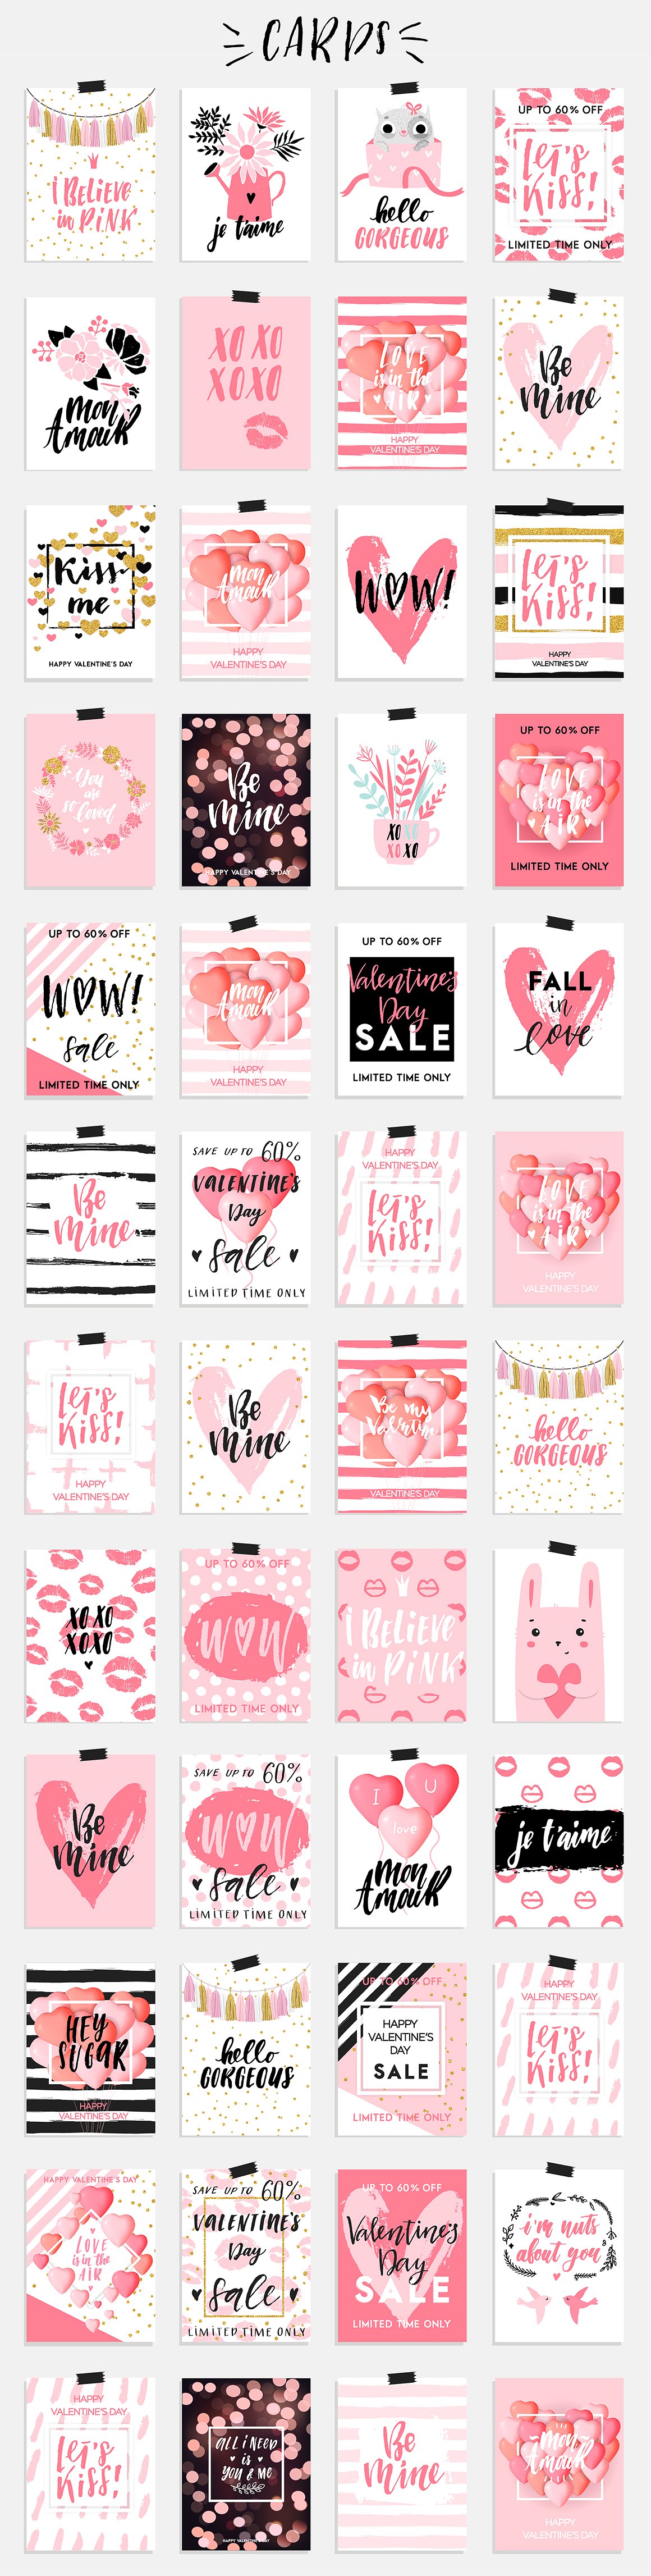 CARDS
I BELIEVE
in PINK
je t'aime
hello
GORGEOUS
UP TO 60% OFF
let's
Kiss!
LIMITED TIME ONLY
mon
Amour
XO XO
XOXO
LOVE
is in the
AIR
HAPPY
VALENTINE'S DAY
Be
mine
Kiss
me
HAPPY VALENTINE'S DAY
mon
Amour
HAPPY
VALENTINE'S DAY
WOW!
let's
Kiss!
HAPPY
VALENTINE'S DAY
You
are
so loved
Be
mine
HAPPY VALENTINE'S DAY
XO XO
XO XO
UP TO 60% OFF
LOVE
is in the
AIR
LIMITED TIME ONLY
UP TO 60% OFF
WOW!
sale
LIMITED TIME ONLY
mon
Amour
HAPPY
VALENTINE'S DAY
UP TO 60% OFF
Valentine's
Day
SALE
LIMITED TIME ONLY
FALL
in
love
Be
mine
SAVE UP TO 60%
VALENTINE'S
Day
sale
LIMITED TIME ONLY
HAPPY
VALENTINE'S DAY
let's
Kiss!
LOVE
is in the
AIR
HAPPY
VALENTINE'S DAY
let's
Kiss!
HAPPY
VALENTINE'S DAY
Be
mine
Be my
Valentine
HAPPY
VALENTINE'S DAY
hello
GORGEOUS
XO XO
XOXO
UP TO 60% OFF
WOW
LIMITED TIME ONLY
I BELIEVE
in PINK
Be
mine
SAVE UP TO 60%
WOW
sale
LIMITED TIME ONLY
I
U
love
mon
Amour
je t'aime
HEY
SUGAR
HAPPY
VALENTINE'S DAY
hello
GORGEOUS
UP TO 60% OFF
HAPPY
VALENTINE'S
DAY
SALE
LIMITED TIME ONLY
HAPPY
VALENTINE'S DAY
let's
Kiss!
HAPPY VALENTINE'S DAY
LOVE
is in the
AIR
SAVE UP TO 60%
VALENTINE'S
Day
sale
LIMITED TIME ONLY
UP TO 60% OFF
Valentine's
Day
SALE
LIMITED TIME ONLY
i'm nuts
about you
HAPPY
VALENTINE'S DAY
let's
Kiss!
ALL I NEED
is
YOU & ME
HAPPY VALENTINE'S DAY
Be
mine
mon
Amour
HAPPY
VALENTINE'S DAY